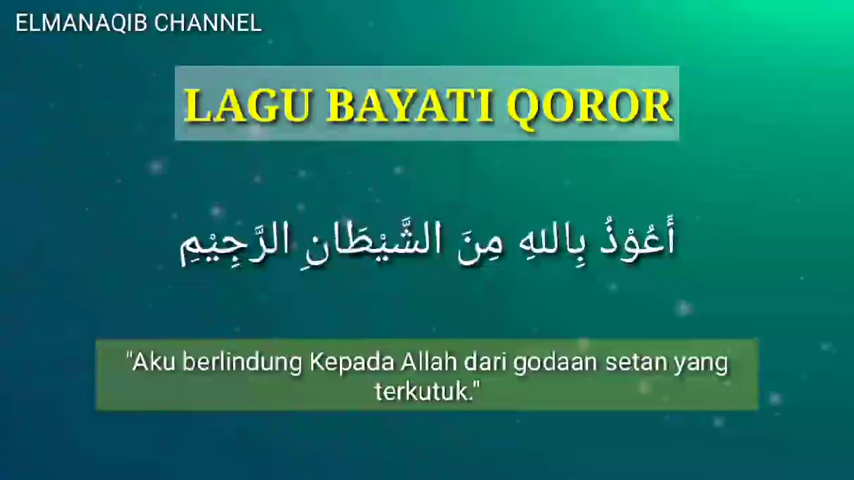 ELMANAQIB CHANNEL
LAGU BAYATI QOROR
أَعُوْذُ بِاللهِ مِنَ الشَّيْطَانِ الرَّجِيْمِ
"Aku berlindung Kepada Allah dari godaan setan yang
terkutuk."